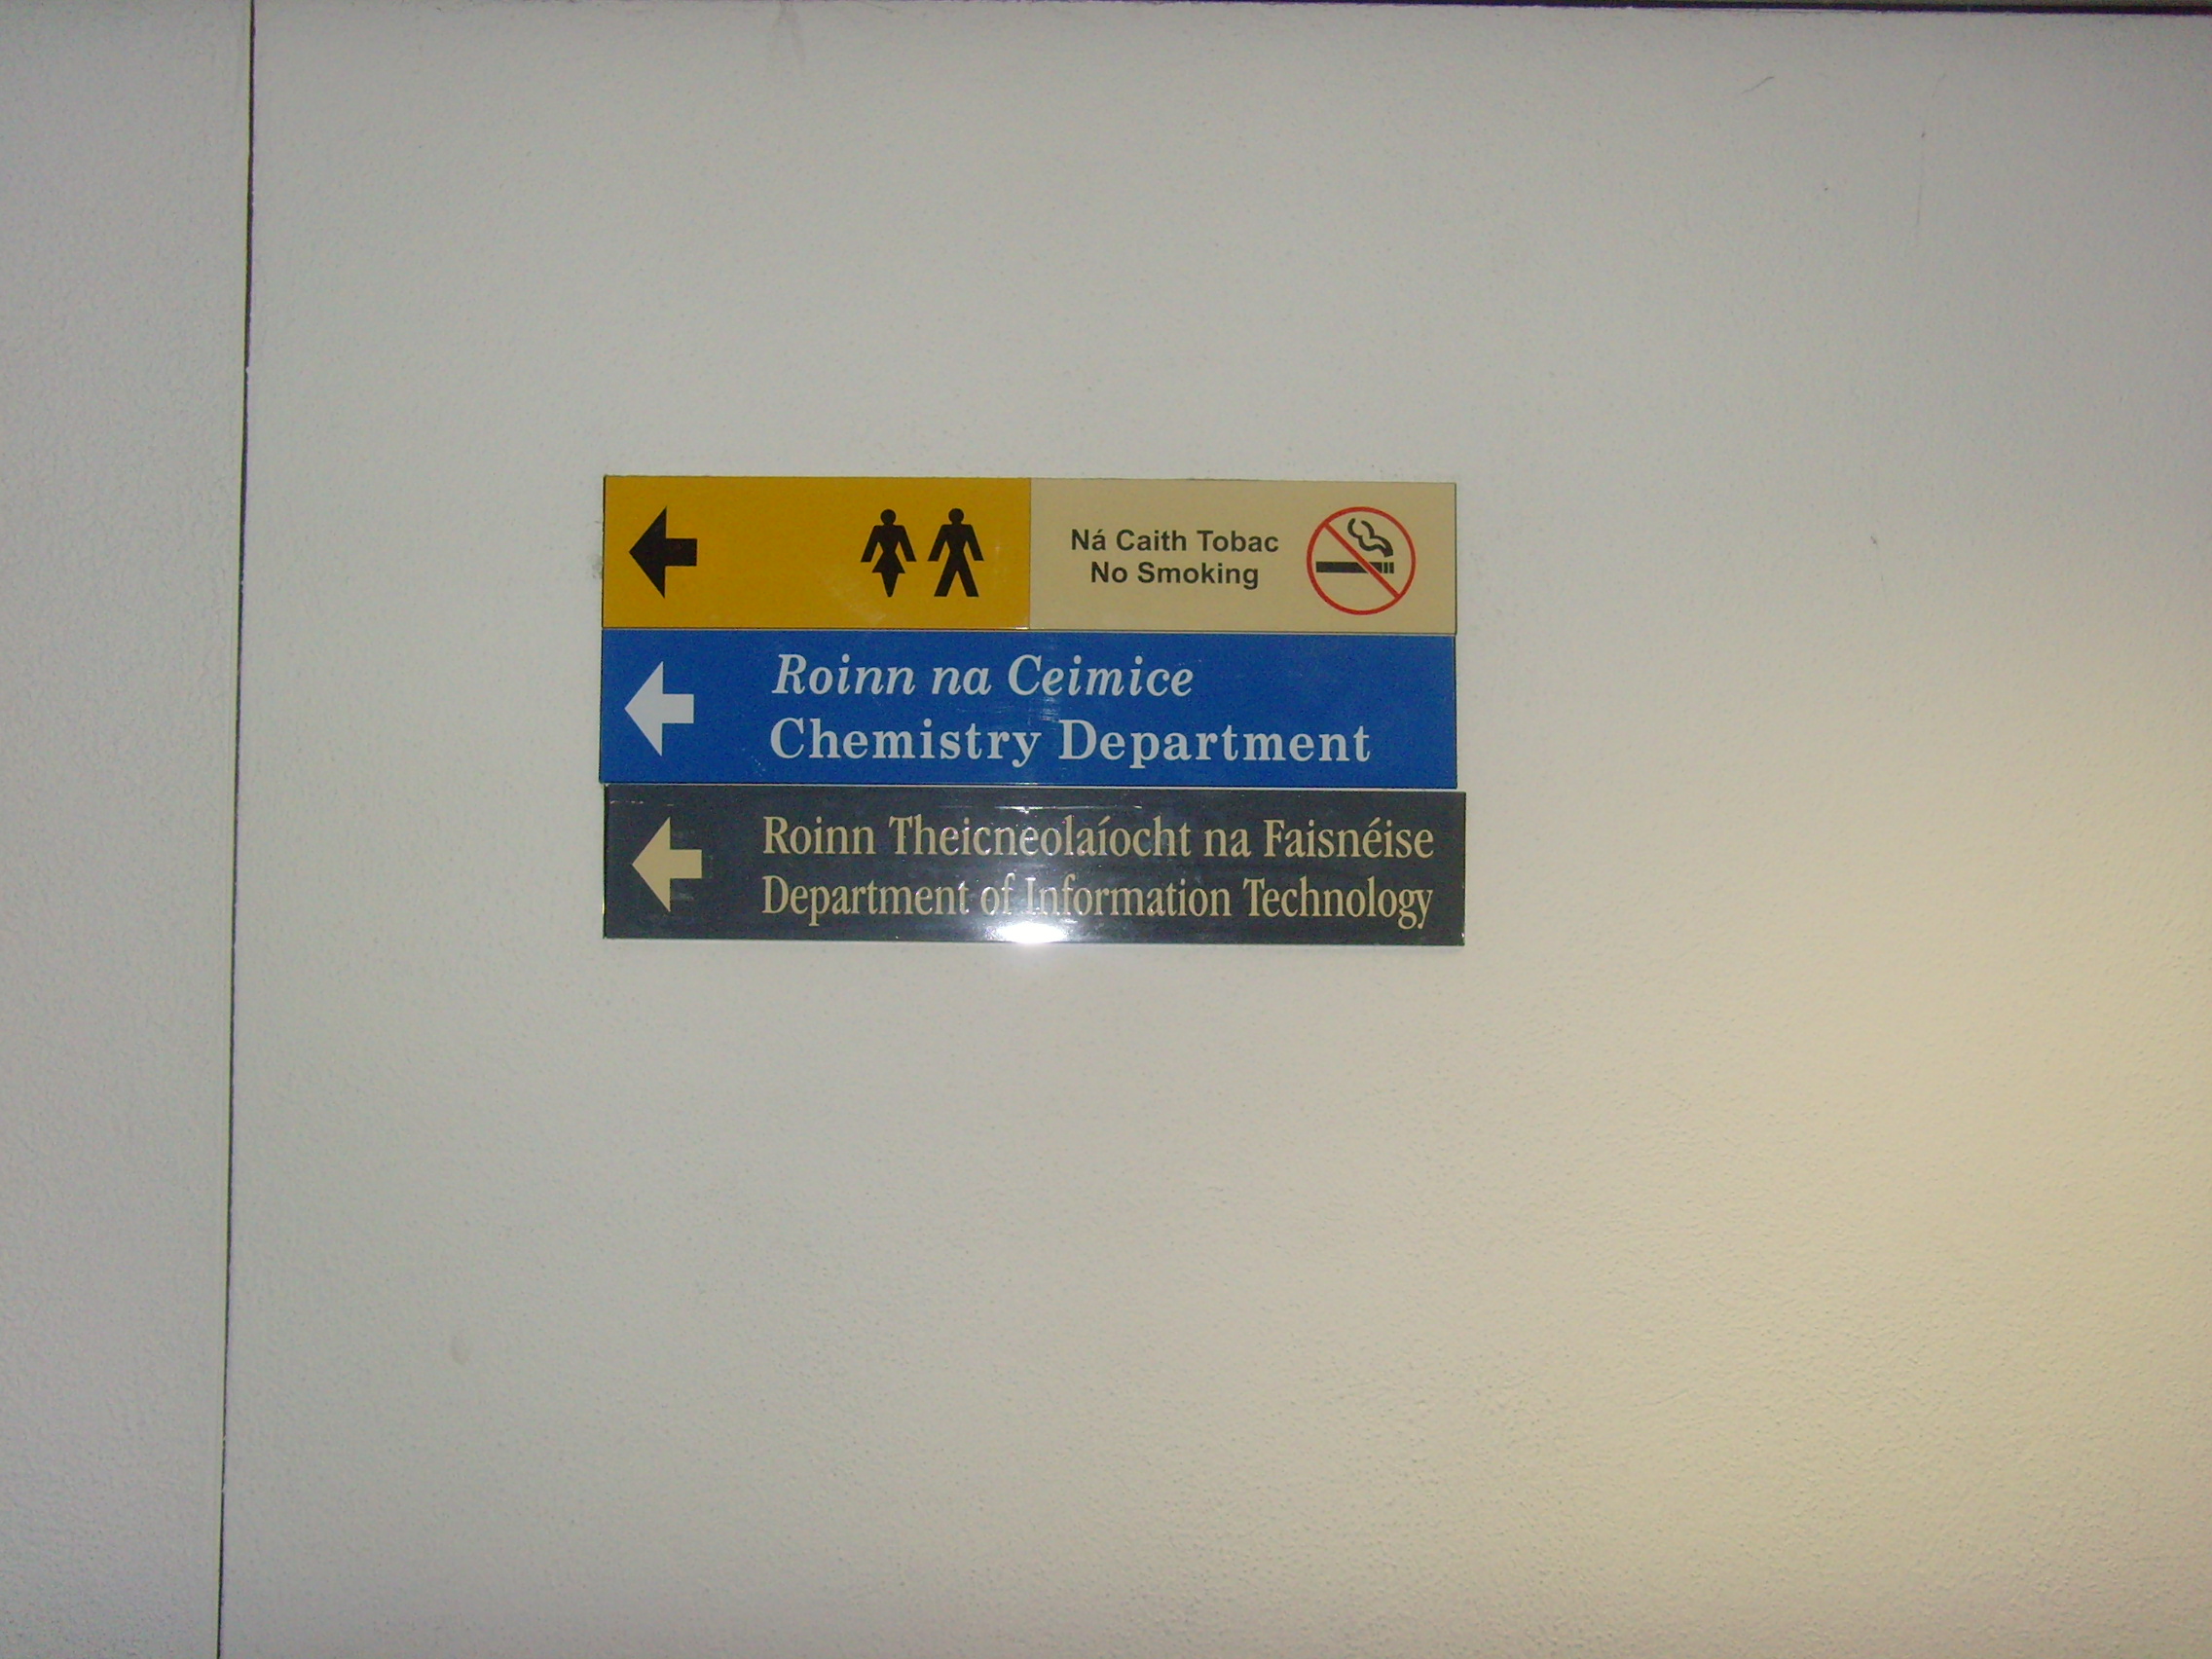 Ná Caith Tobac
No Smoking
Roinn na Ceimice
Chemistry Department
Roinn Theicneolaíocht na Faisnéise
Department of Information Technology